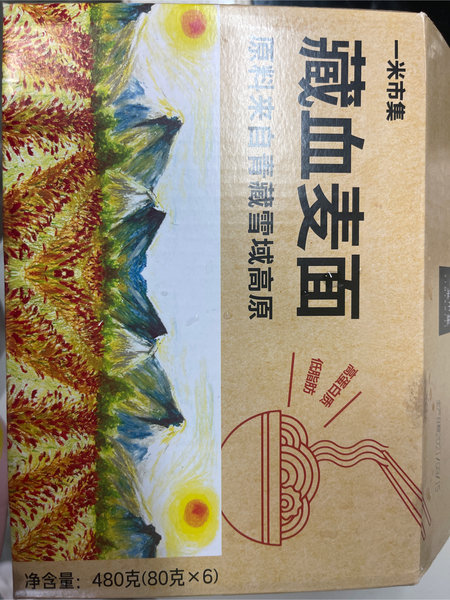 一米市集
藏血麦面
原料来自青藏雪域高原
高蛋白质
低脂肪
净含量：480克(80克×6)